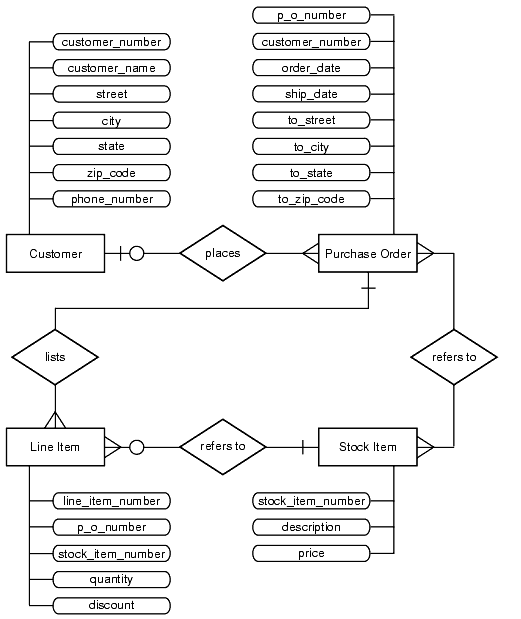 p_o_number
customer_number
order_date
ship_date
to_street
to_city
to_state
to_zip_code
customer_number
customer_name
street
city
state
zip_code
phone_number
Customer
places
Purchase Order
lists
refers to
Line Item
refers to
Stock Item
line_item_number
p_o_number
stock_item_number
quantity
discount
stock_item_number
description
price